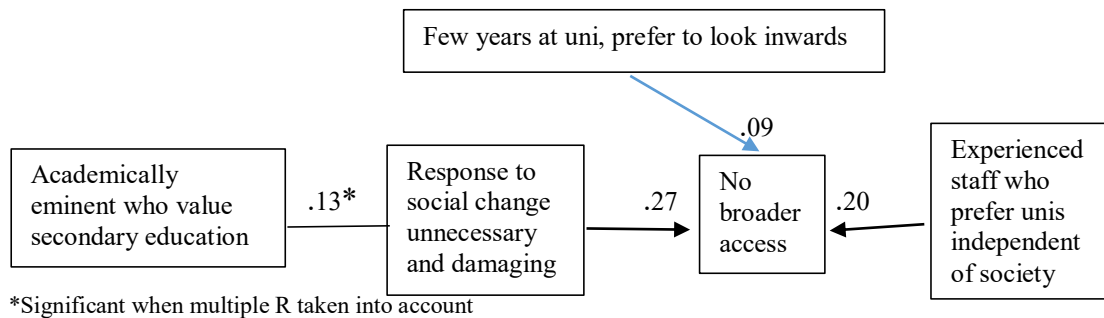 Few years at uni, prefer to look inwards
.09
Academically
eminent who value
secondary education
.13*
Response to
social change
unnecessary
and damaging
.27
No
broader
access
.20
Experienced
staff who
prefer unis
independent
of society
*Significant when multiple R taken into account